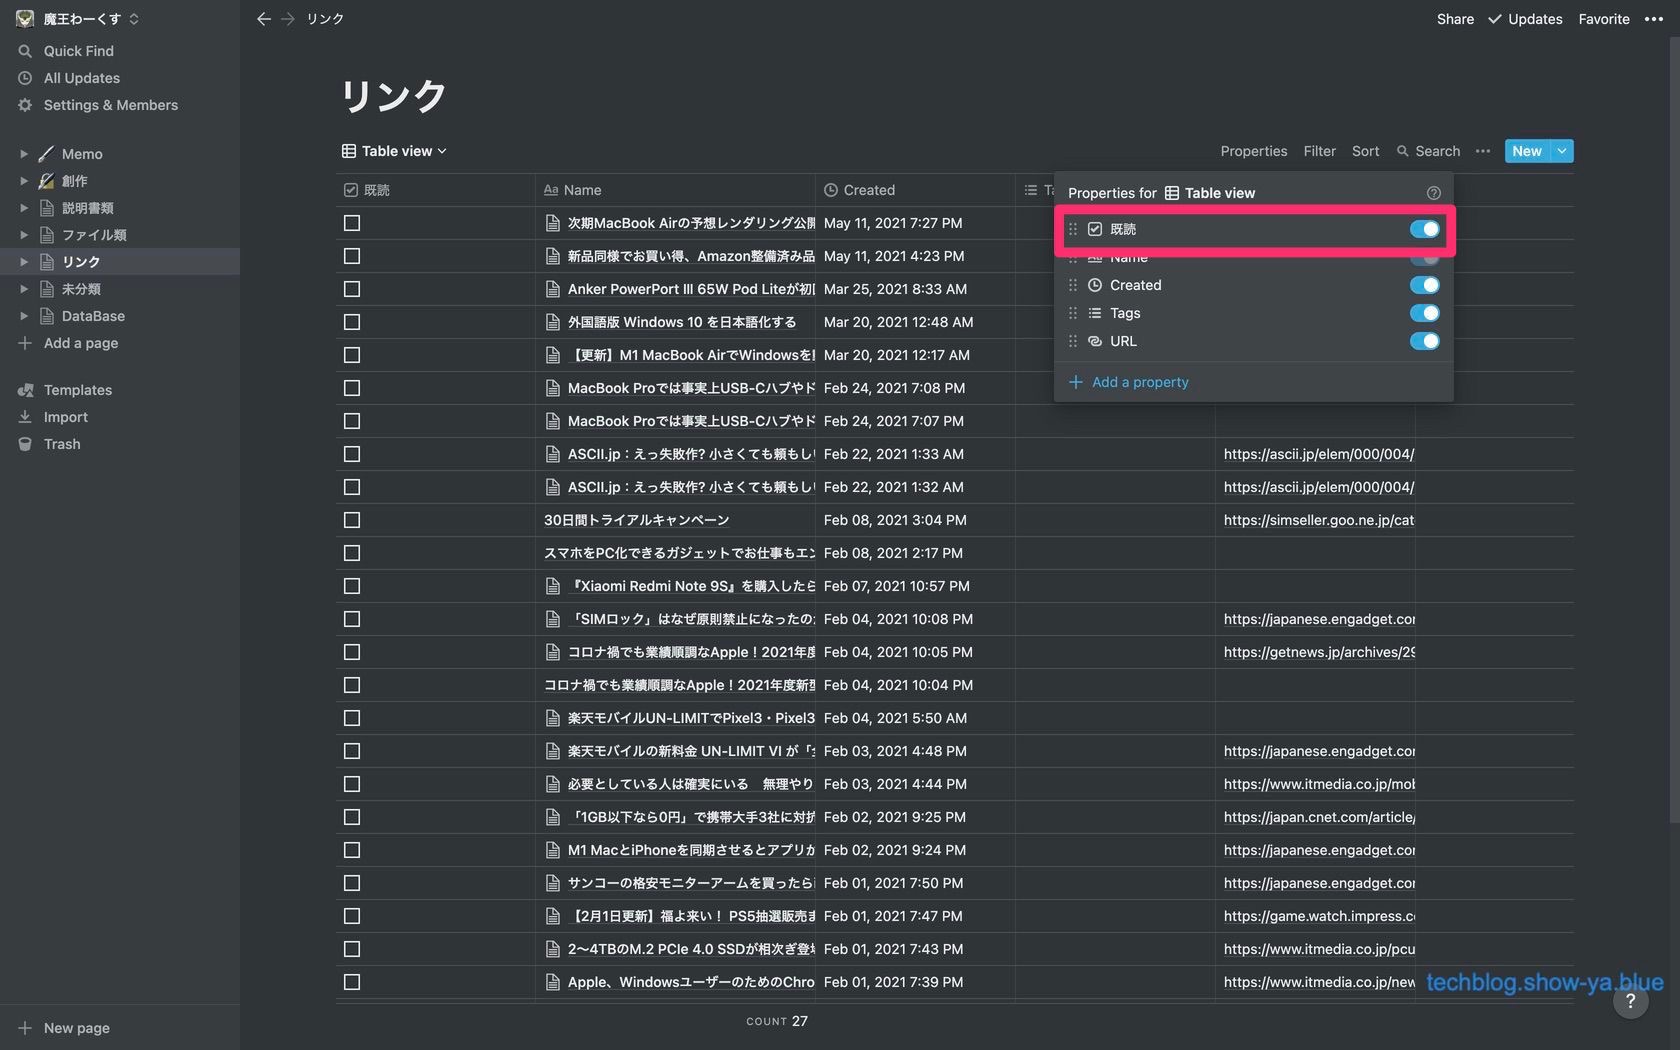 魔王わーくす
Quick Find
All Updates
Settings & Members
Memo
創作
説明書類
ファイル類
リンク
未分類
DataBase
Add a page
Templates
Import
Trash
New page
リンク
Share Updates Favorite
リンク
Table view
Properties Filter Sort Search New
既読 Name Created Ta
Properties for Table view
既読
Name
Created
Tags
URL
Add a property
次期MacBook Airの予想レンダリング公開 May 11, 2021 7:27 PM
新品同様でお買い得、Amazon整備済み品 May 11, 2021 4:23 PM
Anker PowerPort III 65W Pod Liteが初 Mar 25, 2021 8:33 AM
外国語版 Windows 10 を日本語化する Mar 20, 2021 12:48 AM
【更新】M1 MacBook AirでWindowsを Mar 20, 2021 12:17 AM
MacBook Proでは事実上USB-Cハブやド Feb 24, 2021 7:08 PM
MacBook Proでは事実上USB-Cハブやド Feb 24, 2021 7:07 PM
ASCII.jp：えっ失敗作? 小さくても頼もしい Feb 22, 2021 1:33 AM https://ascii.jp/elem/000/004/
ASCII.jp：えっ失敗作? 小さくても頼もしい Feb 22, 2021 1:32 AM https://ascii.jp/elem/000/004/
30日間トライアルキャンペーン Feb 08, 2021 3:04 PM https://simseller.goo.ne.jp/cat
スマホをPC化できるガジェットでお仕事もエン Feb 08, 2021 2:17 PM
『Xiaomi Redmi Note 9S』を購入したら Feb 07, 2021 10:57 PM
「SIMロック」はなぜ原則禁止になったのか Feb 04, 2021 10:08 PM https://japanese.engadget.com
コロナ禍でも業績順調なApple！2021年度 Feb 04, 2021 10:05 PM https://getnews.jp/archives/29
コロナ禍でも業績順調なApple！2021年度新型 Feb 04, 2021 10:04 PM
楽天モバイルUN-LIMITでPixel3・Pixel3 Feb 04, 2021 5:50 AM
楽天モバイルの新料金 UN-LIMIT VI が「全 Feb 03, 2021 4:48 PM https://japanese.engadget.com
必要としている人は確実にいる　無理やり Feb 03, 2021 4:44 PM https://www.itmedia.co.jp/mob
「1GB以下なら0円」で携帯大手3社に対抗 Feb 02, 2021 9:25 PM https://japan.cnet.com/article/
M1 MacとiPhoneを同期させるとアプリが Feb 02, 2021 9:24 PM https://japanese.engadget.com
サンコーの格安モニターアームを買ったら Feb 01, 2021 7:50 PM https://japanese.engadget.com
【2月1日更新】福よ来い！ PS5抽選販売ま Feb 01, 2021 7:47 PM https://game.watch.impress.c
2〜4TBのM.2 PCIe 4.0 SSDが相次ぎ登場 Feb 01, 2021 7:43 PM https://www.itmedia.co.jp/pcu
Apple、WindowsユーザーのためのChro Feb 01, 2021 7:39 PM https://www.itmedia.co.jp/new
COUNT 27
techblog.show-ya.blue
?